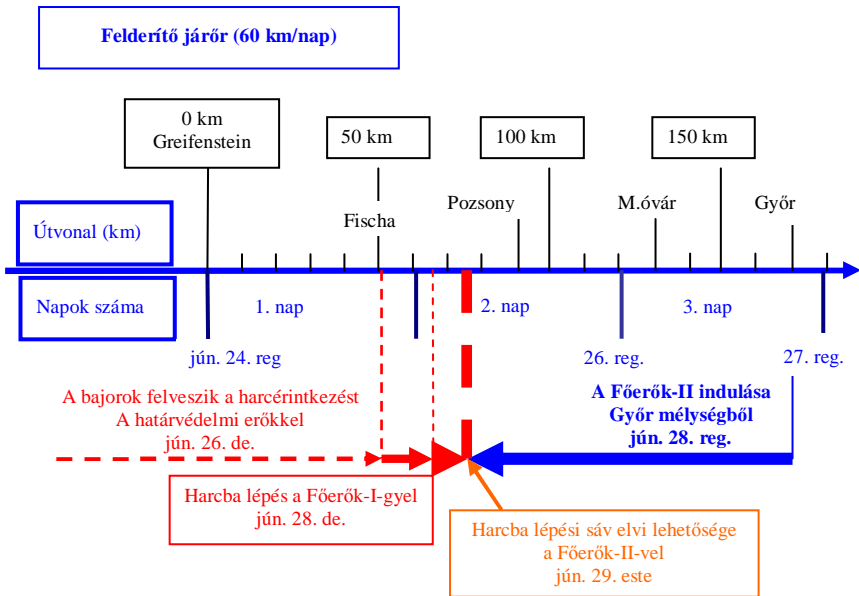 Felderítő járőr (60 km/nap)
0 km
Greifenstein
50 km
100 km
150 km
Fischa
Pozsony
M.óvár
Győr
Útvonal (km)
Napok száma
1. nap
2. nap
3. nap
jún. 24. reg
26. reg.
27. reg.
A bajorok felveszik a harcérintkezést
A határvédelmi erőkkel
jún. 26. de.
A Főerők-II indulása
Győr mélységből
jún. 28. reg.
Harcba lépés a Főerők-I-gyel
jún. 28. de.
Harcba lépési sáv elvi lehetősége
a Főerők-II-vel
jún. 29. este